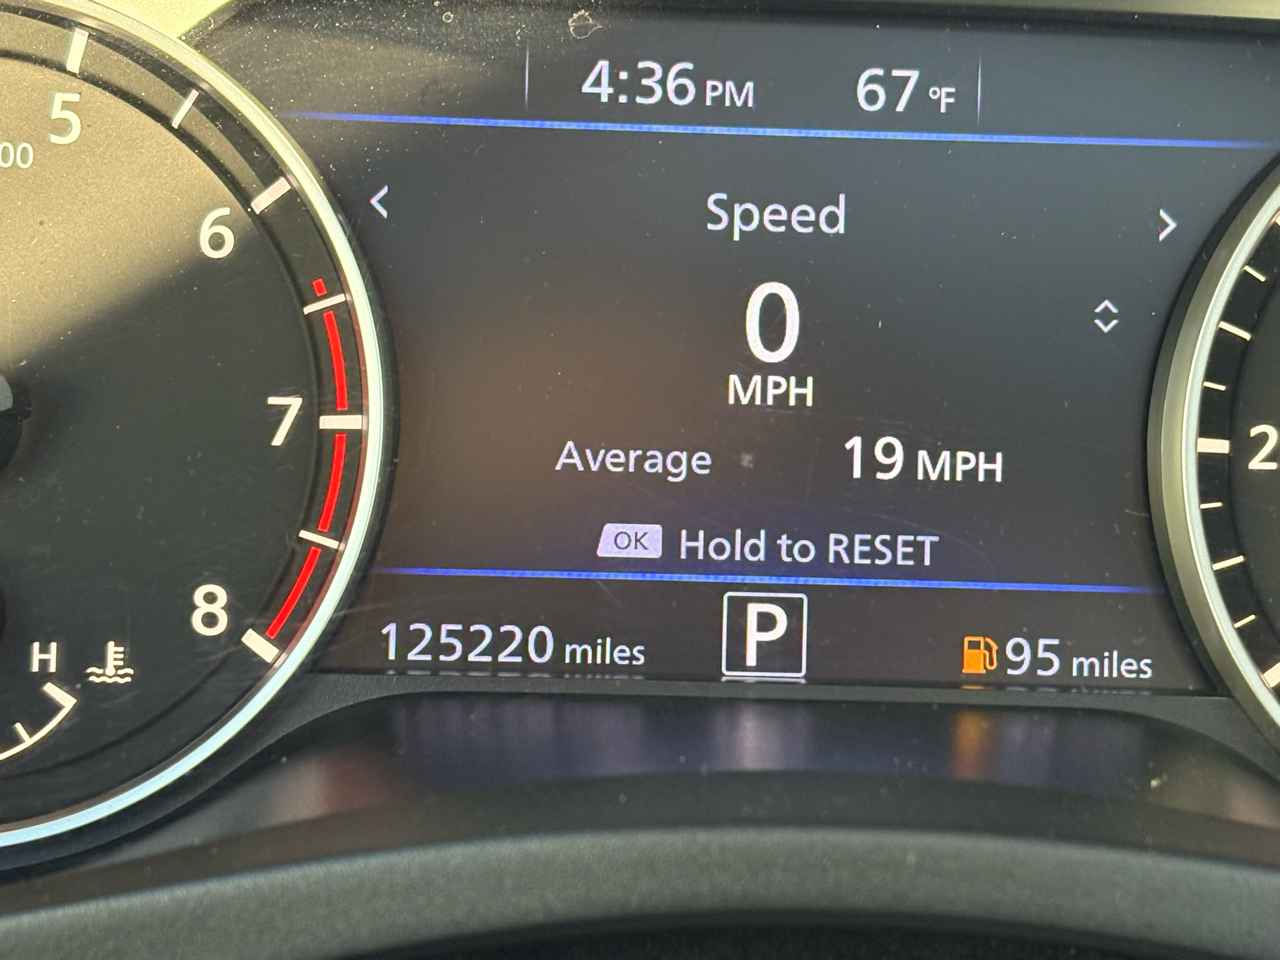 4:36 PM 67 °F
5
00
6
7
8
H
< Speed >
0
MPH
Average 19 MPH
OK Hold to RESET
125220 miles P 95 miles
2